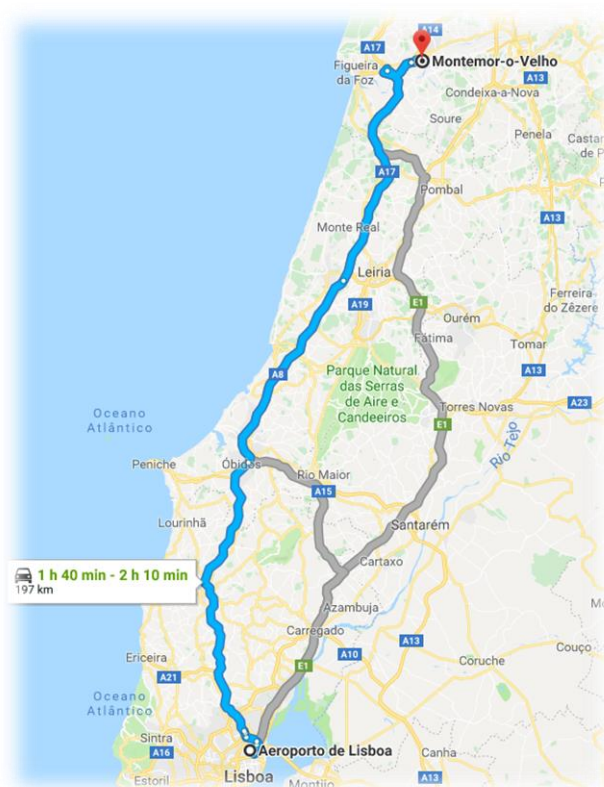 A14
A17
Figueira
da Foz
Montemor-o-Velho
A13
Condeixa-a-Nova
Soure
Penela
A17
Pombal
A13
Monte Real
Leiria
A19
E1
Ourém
Ferreira
do Zêzere
Fátima
Tomar
A8
Parque Natural
das Serras
de Aire e
Candeeiros
A13
Torres Novas
A23
E1
Oceano
Atlântico
Rio Tejo
Peniche
Óbidos
Rio Maior
A15
Lourinhã
Santarém
Cartaxo
1 h 40 min - 2 h 10 min
197 km
Azambuja
Carregado
A13
A10
E1
Couço
Coruche
Ericeira
A21
Oceano
Atlântico
Sintra
A16
Aeroporto de Lisboa
Canha
Lisboa
Estoril
Montijo
A13